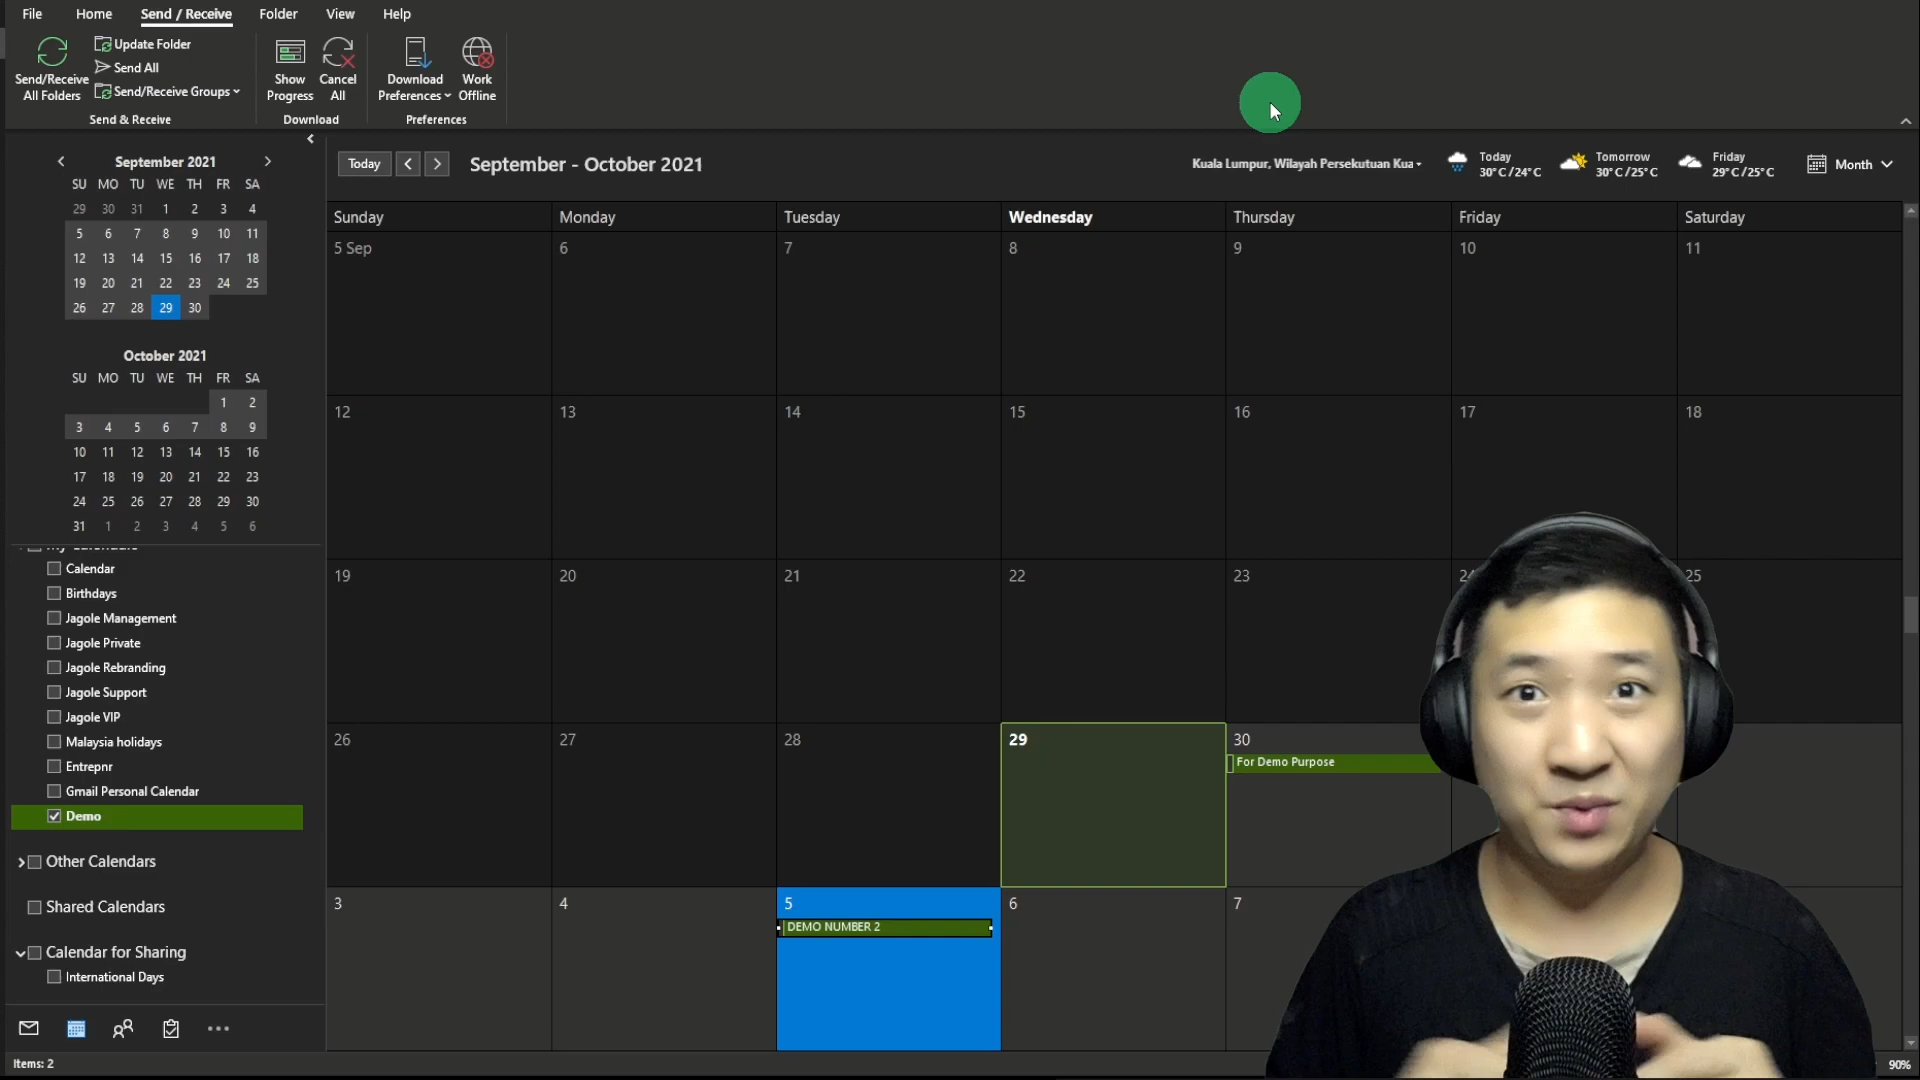 File Home Send / Receive Folder View Help
Send/Receive All Folders
Update Folder
Send All
Send/Receive Groups
Send & Receive
Show Progress
Cancel All
Download
Download Preferences
Work Offline
Preferences
September 2021
SU MO TU WE TH FR SA
29 30 31 1 2 3 4
5 6 7 8 9 10 11
12 13 14 15 16 17 18
19 20 21 22 23 24 25
26 27 28 29 30
October 2021
SU MO TU WE TH FR SA
1 2
3 4 5 6 7 8 9
10 11 12 13 14 15 16
17 18 19 20 21 22 23
24 25 26 27 28 29 30
31 1 2 3 4 5 6
Calendar
Birthdays
Jagole Management
Jagole Private
Jagole Rebranding
Jagole Support
Jagole VIP
Malaysia holidays
Entrepnr
Gmail Personal Calendar
Demo
Other Calendars
Shared Calendars
Calendar for Sharing
International Days
Items: 2
Today
September - October 2021
Kuala Lumpur, Wilayah Persekutuan Kua
Today
30°C/24°C
Tomorrow
30°C/25°C
Friday
29°C/25°C
Month
Sunday Monday Tuesday Wednesday Thursday Friday Saturday
5 Sep 6 7 8 9 10 11
12 13 14 15 16 17 18
19 20 21 22 23 24 25
26 27 28 29 30
For Demo Purpose
3 4 5 6 7
DEMO NUMBER 2
90%